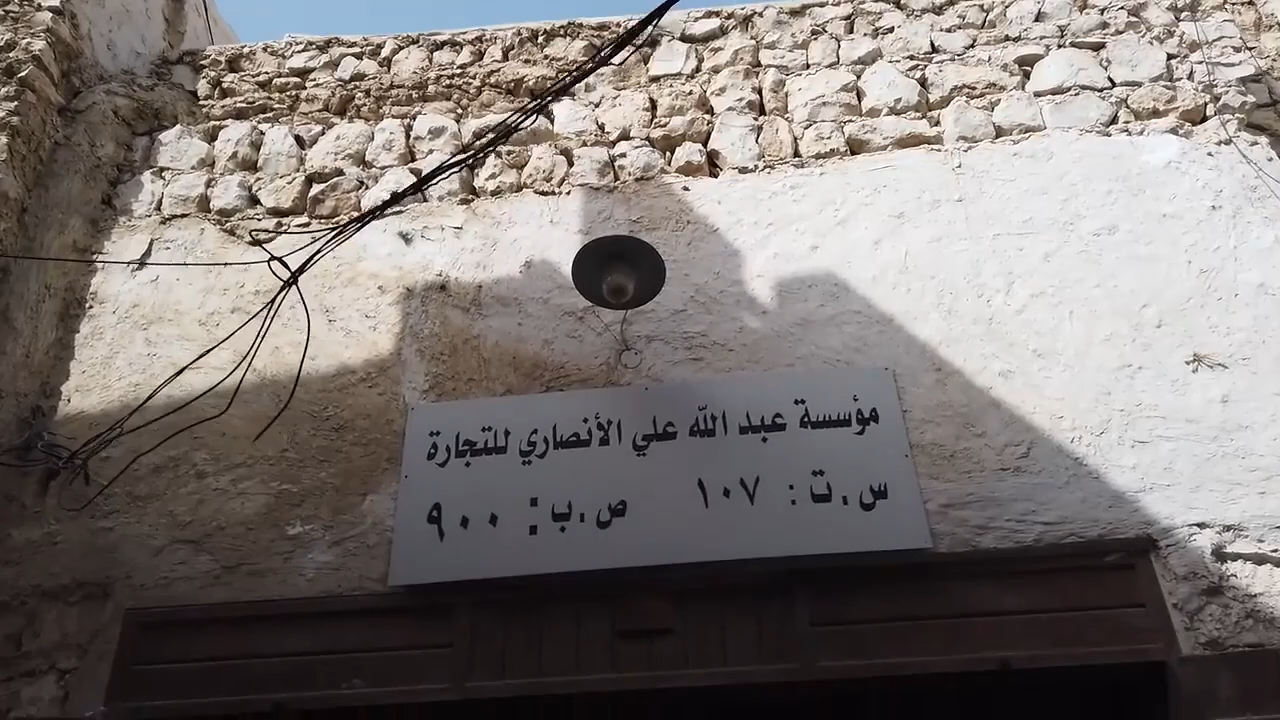 مؤسسة عبد الله علي الأنصاري للتجارة
س.ت: ١٠٧ ص.ب: ٩٠٠